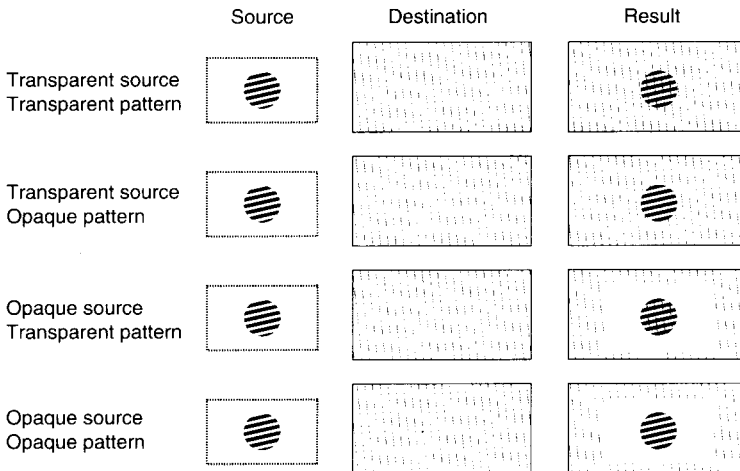 Source Destination Result
Transparent source
Transparent pattern
Transparent source
Opaque pattern
Opaque source
Transparent pattern
Opaque source
Opaque pattern